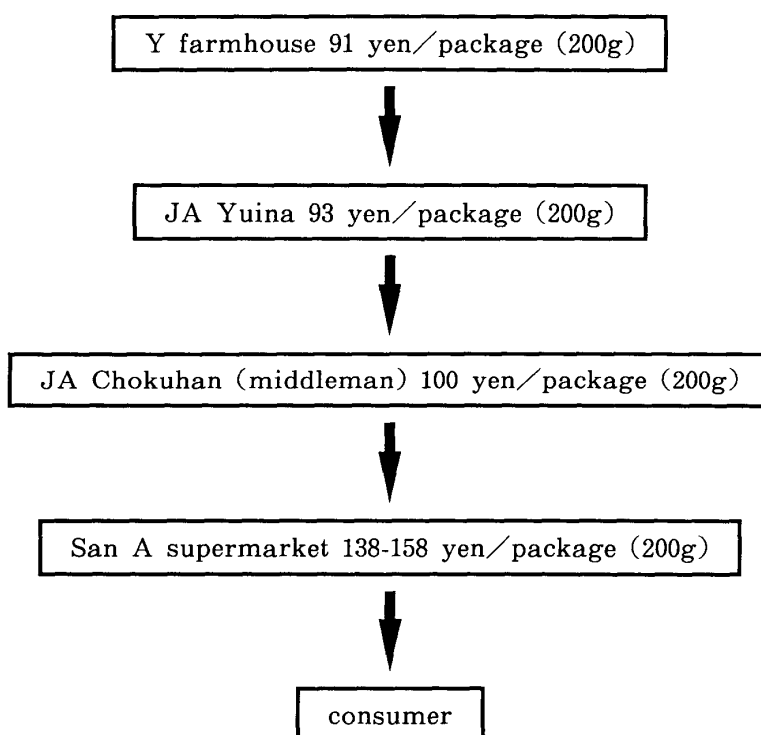 Y farmhouse 91 yen／package (200g)
JA Yuina 93 yen／package (200g)
JA Chokuhan (middleman) 100 yen／package (200g)
San A supermarket 138-158 yen／package (200g)
consumer